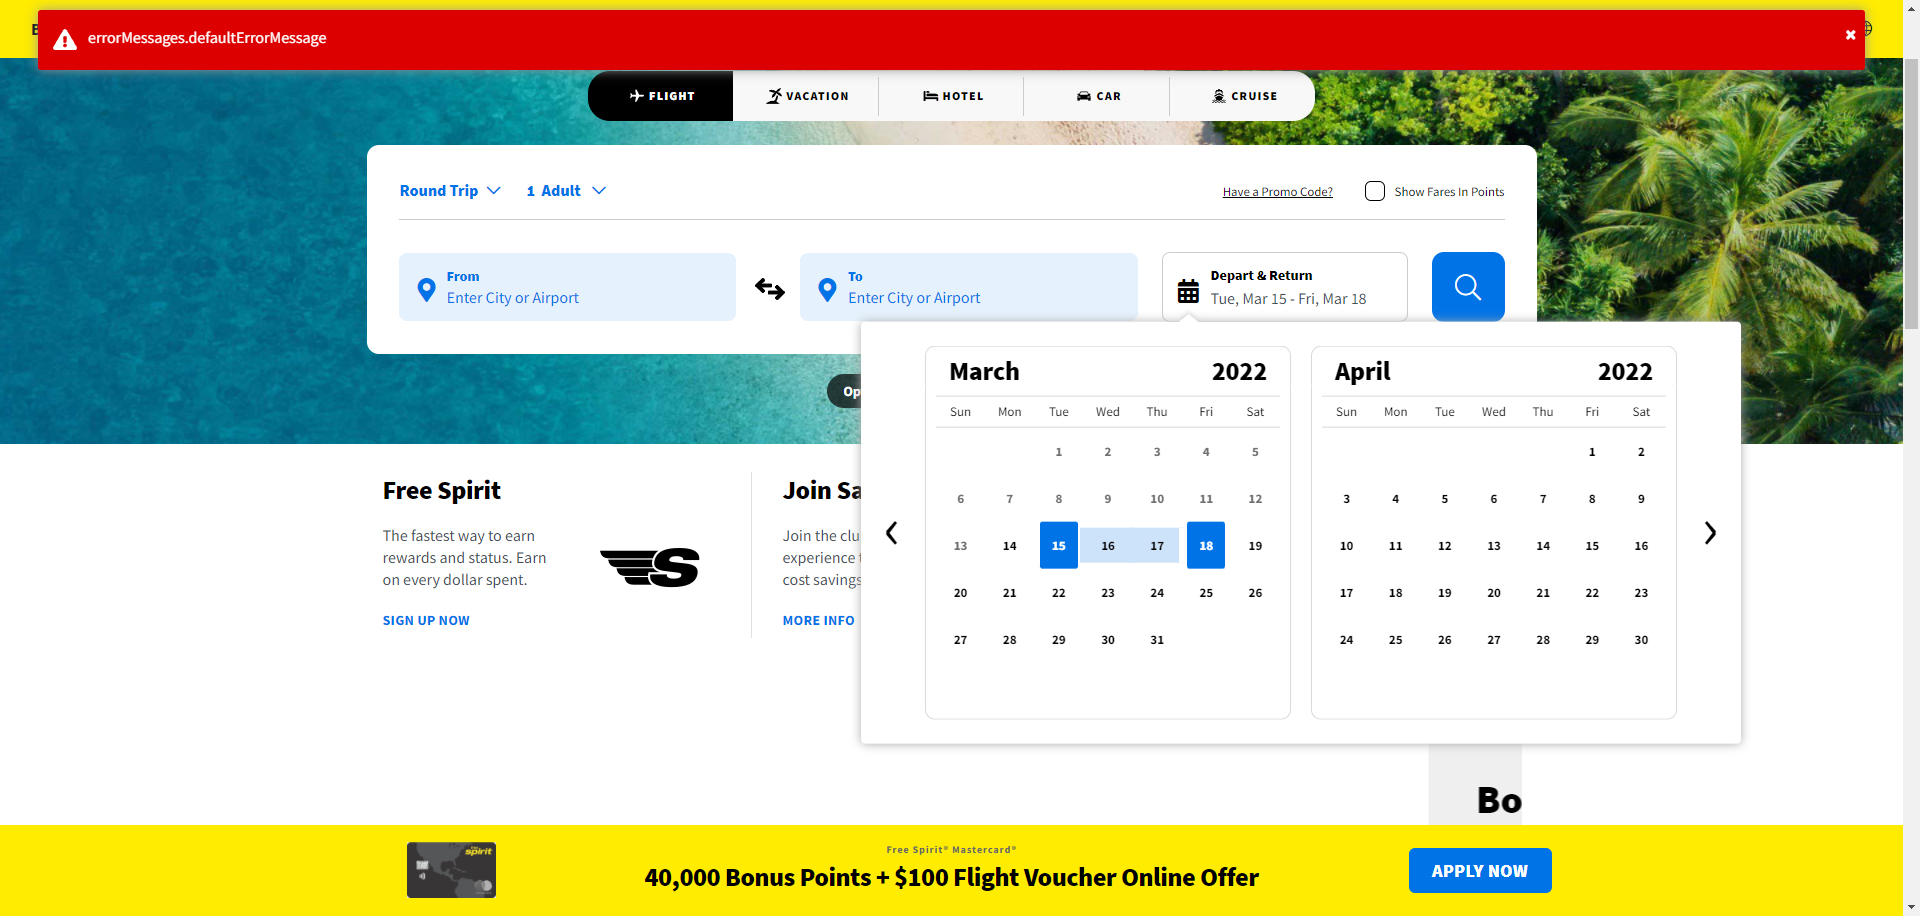 errorMessages.defaultErrorMessage
FLIGHT
VACATION
HOTEL
CAR
CRUISE
Round Trip
1 Adult
Have a Promo Code?
Show Fares In Points
From
Enter City or Airport
To
Enter City or Airport
Depart & Return
Tue, Mar 15 - Fri, Mar 18
Op
March 2022
Sun Mon Tue Wed Thu Fri Sat
1 2 3 4 5
6 7 8 9 10 11 12
13 14 15 16 17 18 19
20 21 22 23 24 25 26
27 28 29 30 31
April 2022
Sun Mon Tue Wed Thu Fri Sat
1 2
3 4 5 6 7 8 9
10 11 12 13 14 15 16
17 18 19 20 21 22 23
24 25 26 27 28 29 30
Free Spirit
The fastest way to earn
rewards and status. Earn
on every dollar spent.
SIGN UP NOW
Join Sa
Join the clu
experience
cost savings
MORE INFO
Bo
spirit
Free Spirit® Mastercard®
40,000 Bonus Points + $100 Flight Voucher Online Offer
APPLY NOW